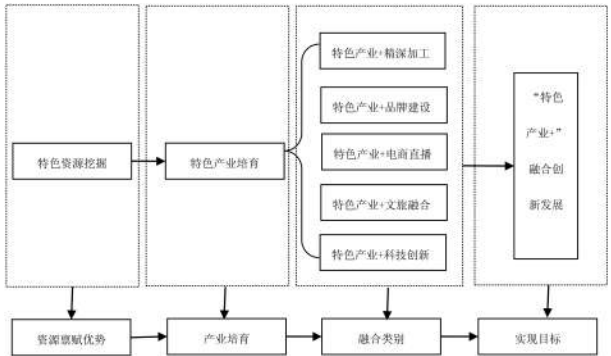 特色产业+精深加工
特色产业+品牌建设
特色资源挖掘
特色产业培育
特色产业+电商直播
特色产业+文旅融合
特色产业+科技创新
“特色
产业+”
融合创
新发展
资源禀赋优势
产业培育
融合类别
实现目标